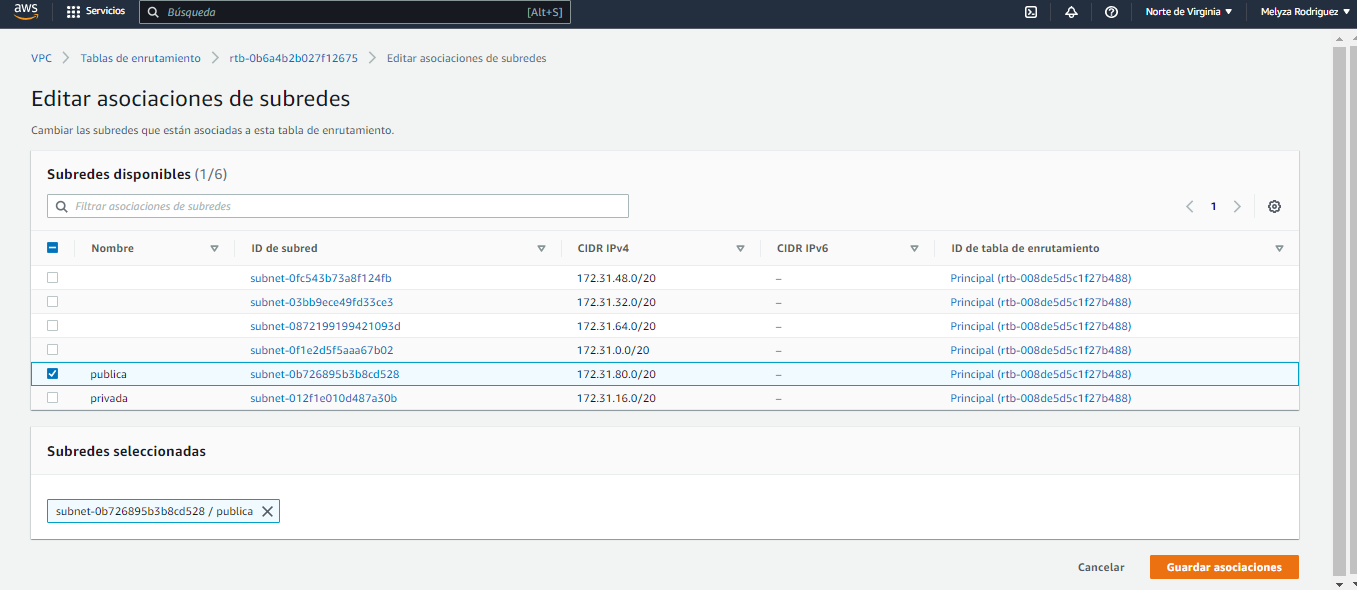 aws Servicios Búsqueda [Alt+S] Norte de Virginia Melyza Rodriguez
VPC Tablas de enrutamiento rtb-0b6a4b2b027f12675 Editar asociaciones de subredes
Editar asociaciones de subredes
Cambiar las subredes que están asociadas a esta tabla de enrutamiento.
Subredes disponibles (1/6)
Filtrar asociaciones de subredes 1
Nombre ID de subred CIDR IPv4 CIDR IPv6 ID de tabla de enrutamiento
subnet-0fc543b73a8f124fb 172.31.48.0/20 – Principal (rtb-008de5d5c1f27b488)
subnet-03bb9ece49fd33ce3 172.31.32.0/20 – Principal (rtb-008de5d5c1f27b488)
subnet-0872199199421093d 172.31.64.0/20 – Principal (rtb-008de5d5c1f27b488)
subnet-0f1e2d5f5aaa67b02 172.31.0.0/20 – Principal (rtb-008de5d5c1f27b488)
publica subnet-0b726895b3b8cd528 172.31.80.0/20 – Principal (rtb-008de5d5c1f27b488)
privada subnet-012f1e010d487a30b 172.31.16.0/20 – Principal (rtb-008de5d5c1f27b488)
Subredes seleccionadas
subnet-0b726895b3b8cd528 / publica
Cancelar Guardar asociaciones